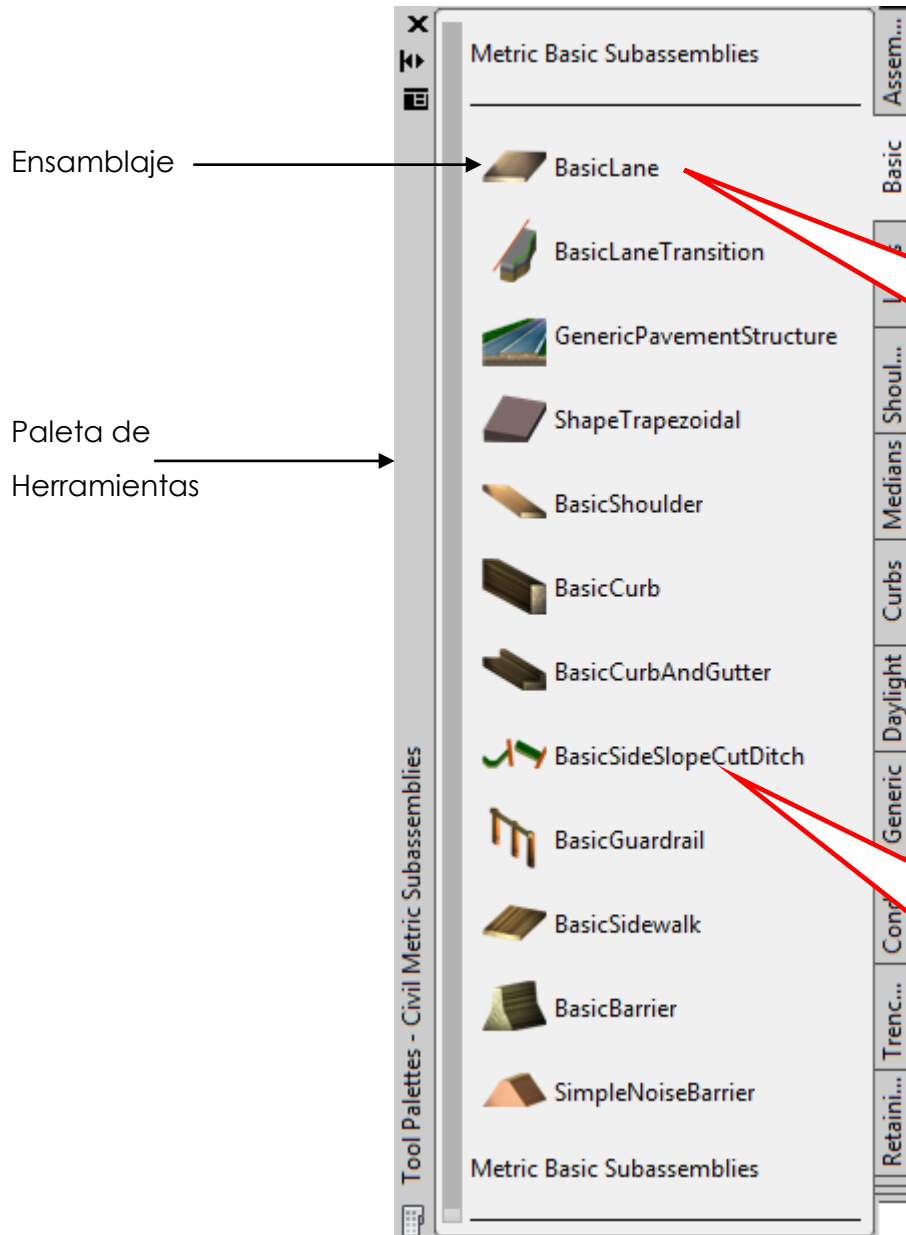 Ensamblaje
Paleta de
Herramientas
Tool Palettes - Civil Metric Subassemblies
Metric Basic Subassemblies
BasicLane
BasicLaneTransition
GenericPavementStructure
ShapeTrapezoidal
BasicShoulder
BasicCurb
BasicCurbAndGutter
BasicSideSlopeCutDitch
BasicGuardrail
BasicSidewalk
BasicBarrier
SimpleNoiseBarrier
Metric Basic Subassemblies
Assem...
Basic
Shoul...
Medians
Curbs
Daylight
Generic
Cond
Trenc...
Retaini...